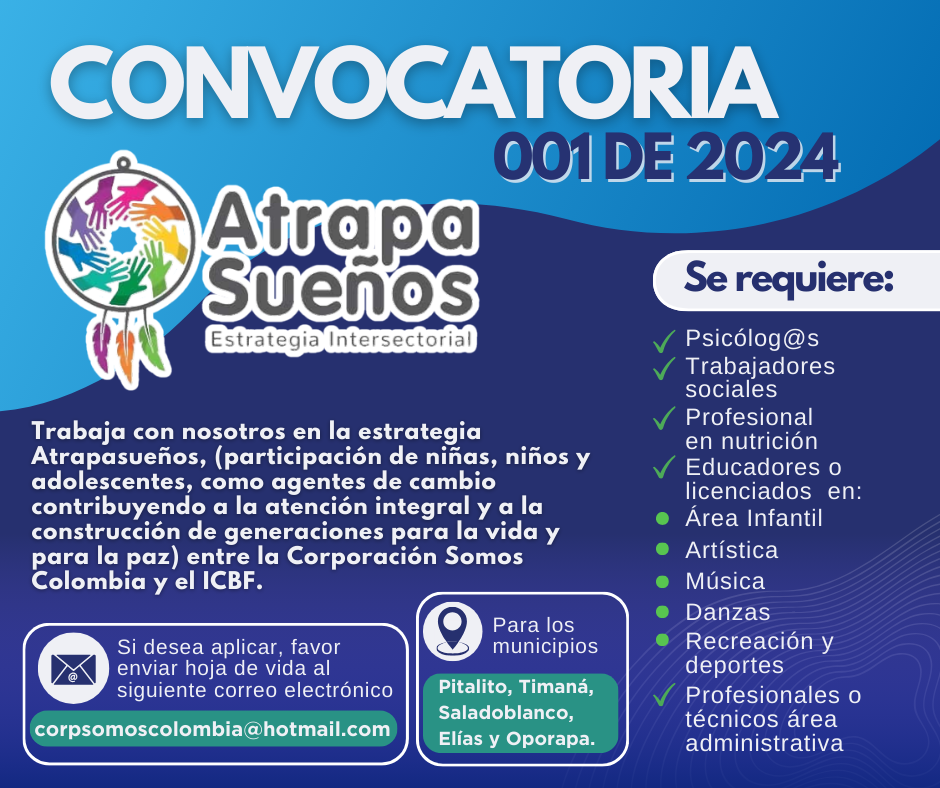 CONVOCATORIA
001 DE 2024
Atrapa
Sueños
Estrategia Intersectorial
Trabaja con nosotros en la estrategia
Atrapasueños, (participación de niñas, niños y
adolescentes, como agentes de cambio
contribuyendo a la atención integral y a la
construcción de generaciones para la vida y
para la paz) entre la Corporación Somos
Colombia y el ICBF.
Se requiere:
Psicólog@s
Trabajadores
sociales
Profesional
en nutrición
Educadores o
licenciados en:
Área Infantil
Artística
Música
Danzas
Recreación y
deportes
Profesionales o
técnicos área
administrativa
@
Si desea aplicar, favor
enviar hoja de vida al
siguiente correo electrónico
corpsomoscolombia@hotmail.com
Para los
municipios
Pitalito, Timaná,
Saladoblanco,
Elías y Oporapa.